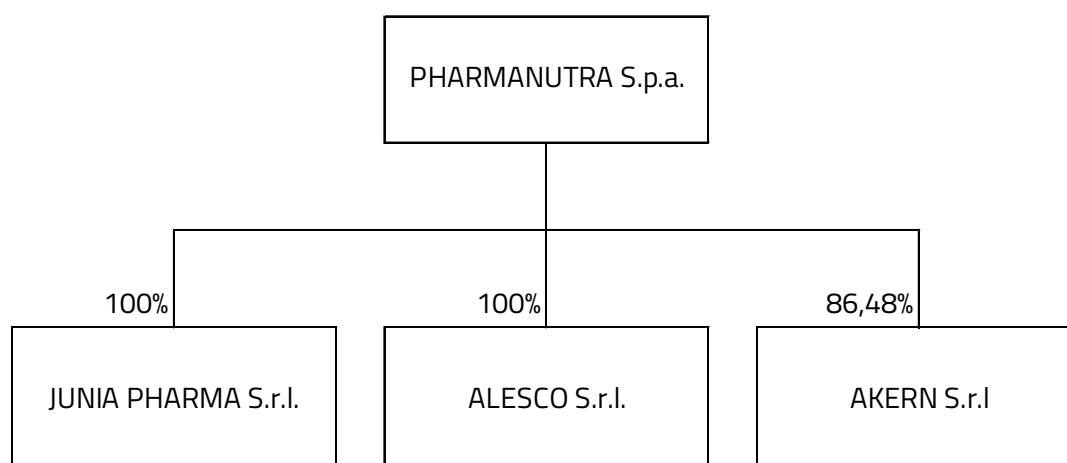 PHARMANUTRA S.p.a.
100%
100%
86,48%
JUNIA PHARMA S.r.l.
ALESCO S.r.l.
AKERN S.r.l